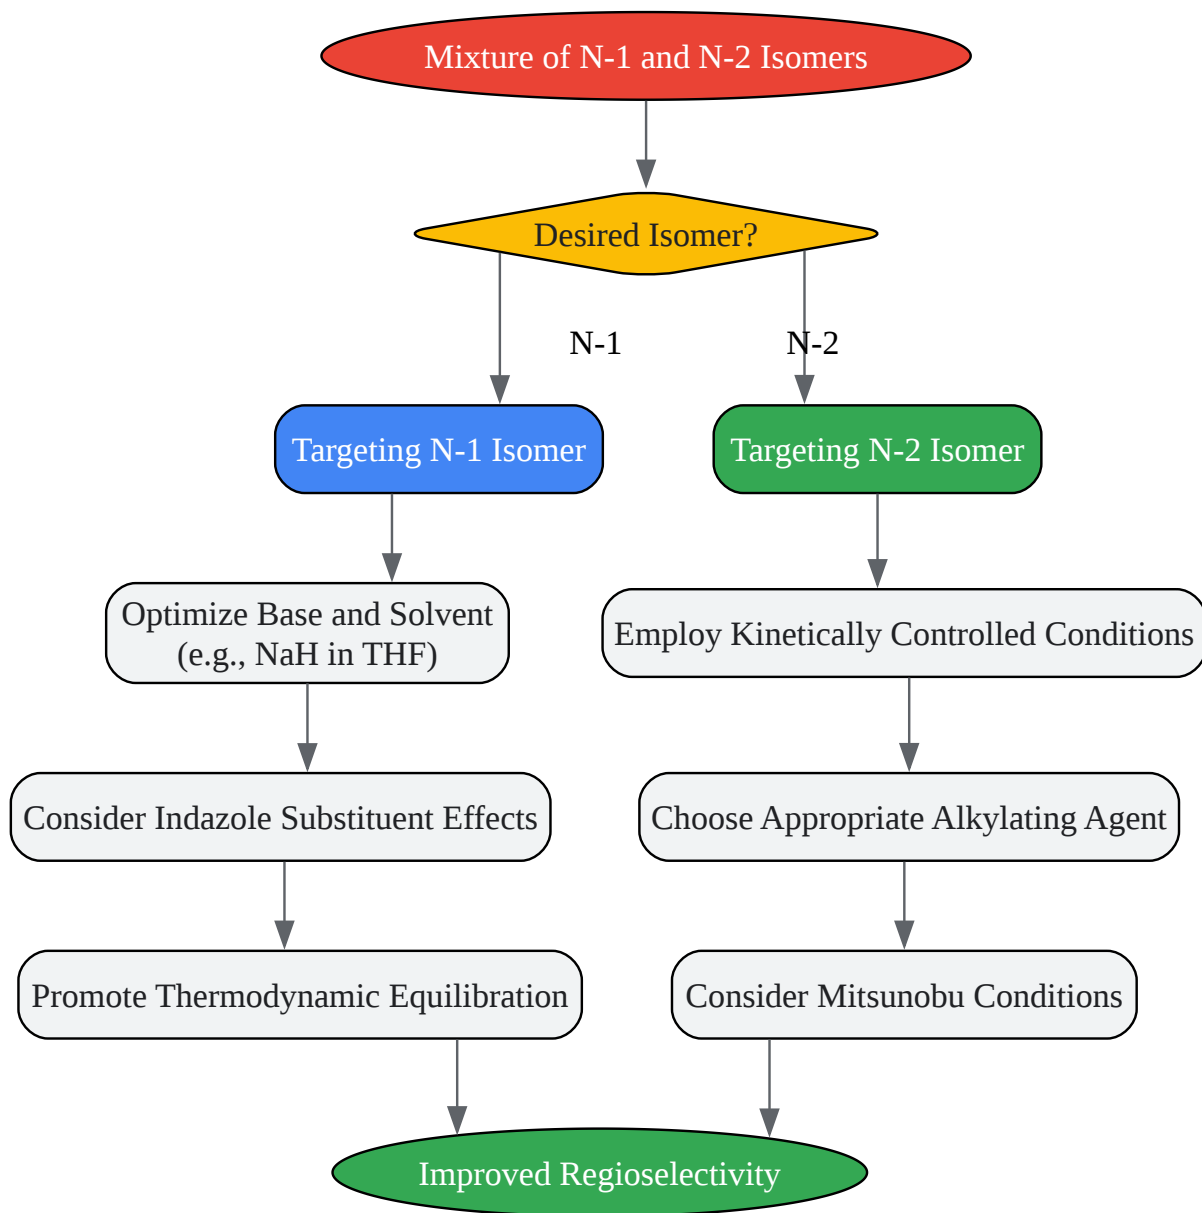 Mixture of N-1 and N-2 Isomers
Desired Isomer?
N-1
N-2
Targeting N-1 Isomer
Targeting N-2 Isomer
Optimize Base and Solvent
(e.g., NaH in THF)
Employ Kinetically Controlled Conditions
Consider Indazole Substituent Effects
Choose Appropriate Alkylating Agent
Promote Thermodynamic Equilibration
Consider Mitsunobu Conditions
Improved Regioselectivity